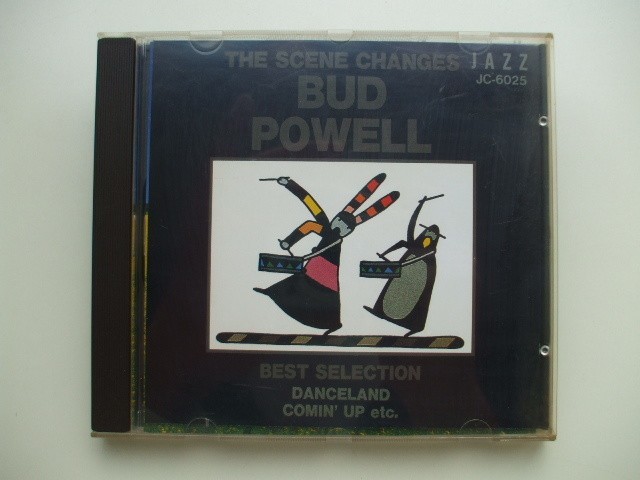 THE SCENE CHANGES
JAZZ
JC-6025
BUD
POWELL
BEST SELECTION
DANCELAND
COMIN' UP etc.